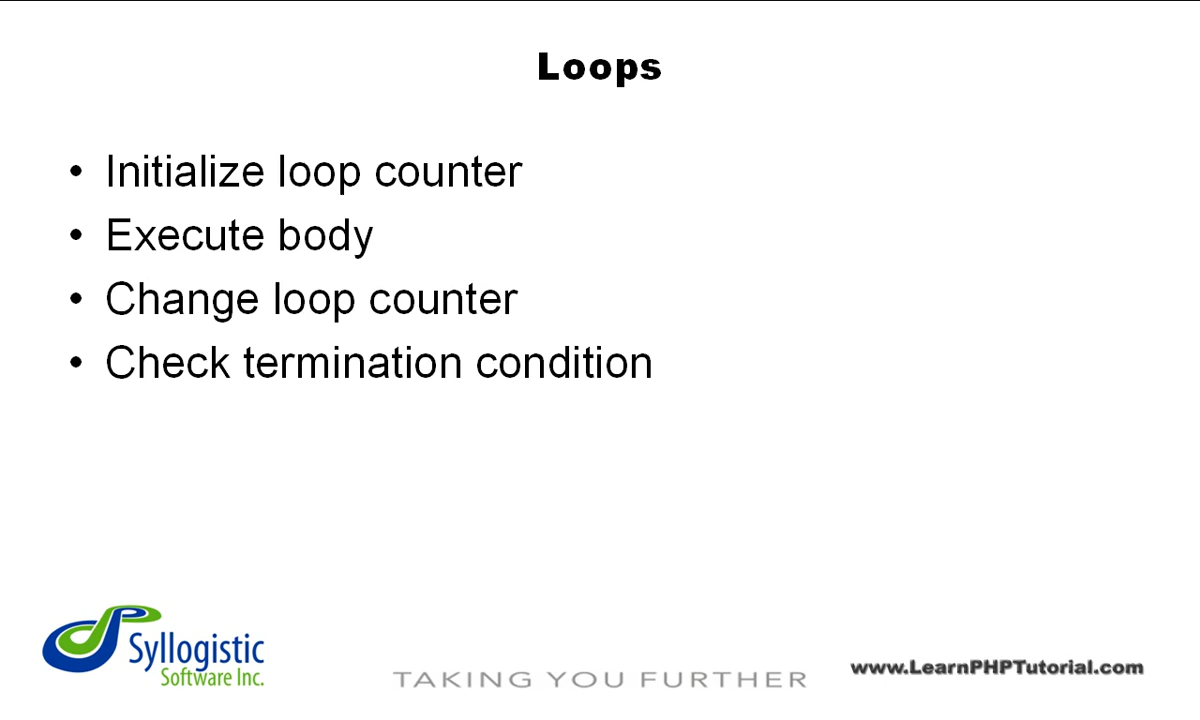 Loops
• Initialize loop counter
• Execute body
• Change loop counter
• Check termination condition
Syllogistic
Software Inc.
TAKING YOU FURTHER
www.LearnPHPTutorial.com